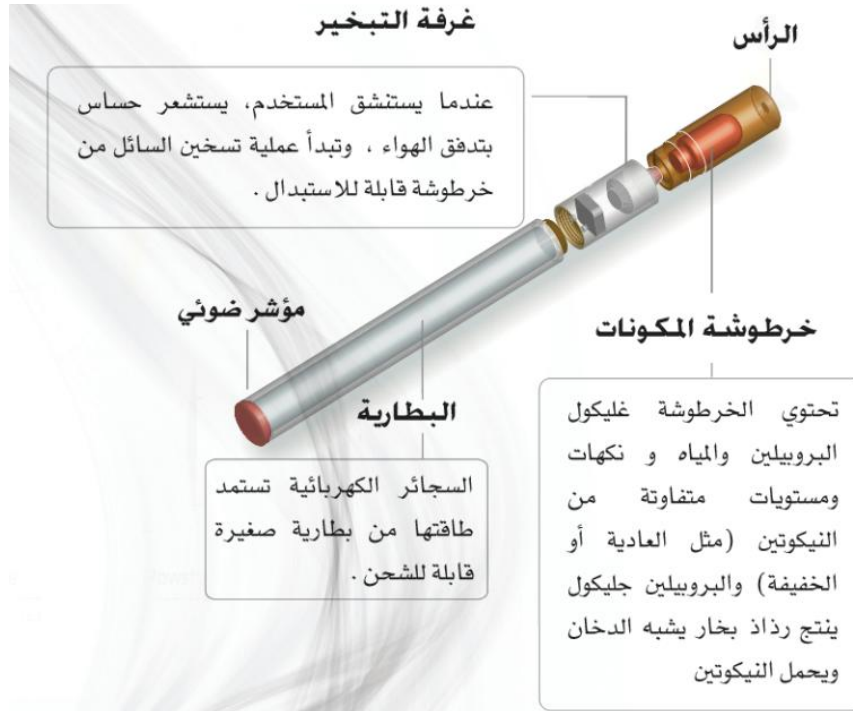 غرفة التبخير
الرأس
عندما يستنشق المستخدم، يستشعر حساس
بتدفق الهواء ، وتبدأ عملية تسخين السائل من
خرطوشة قابلة للاستبدال .
مؤشر ضوئي
خرطوشة المكونات
البطارية
السجائر الكهربائية تستمد
طاقتها من بطارية صغيرة
قابلة للشحن .
تحتوي الخرطوشة غليكول
البروبيلين والمياه و نكهات
ومستويات متفاوتة من
النيكوتين (مثل العادية أو
الخفيفة) والبروبيلين جليكول
ينتج رذاذ بخار يشبه الدخان
ويحمل النيكوتين